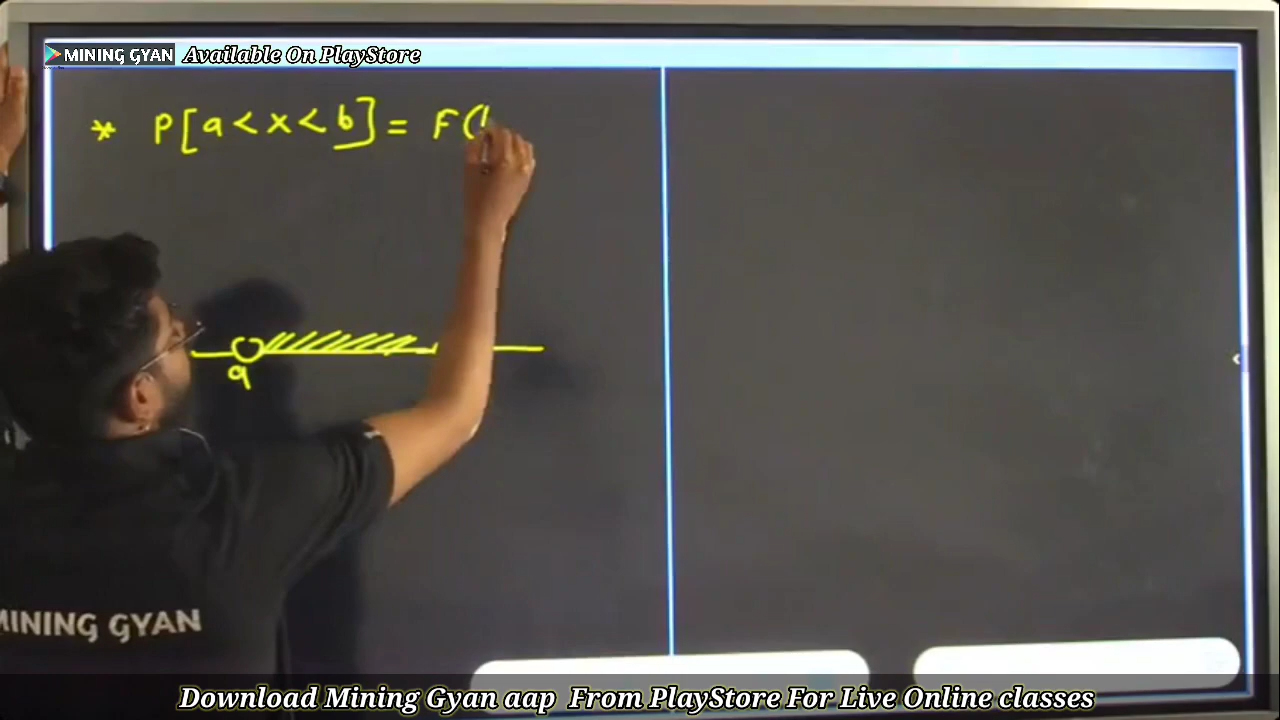 MINING GYAN Available On PlayStore
* P[a < x < b] = F(
a
MINING GYAN
Download Mining Gyan aap From PlayStore For Live Online classes